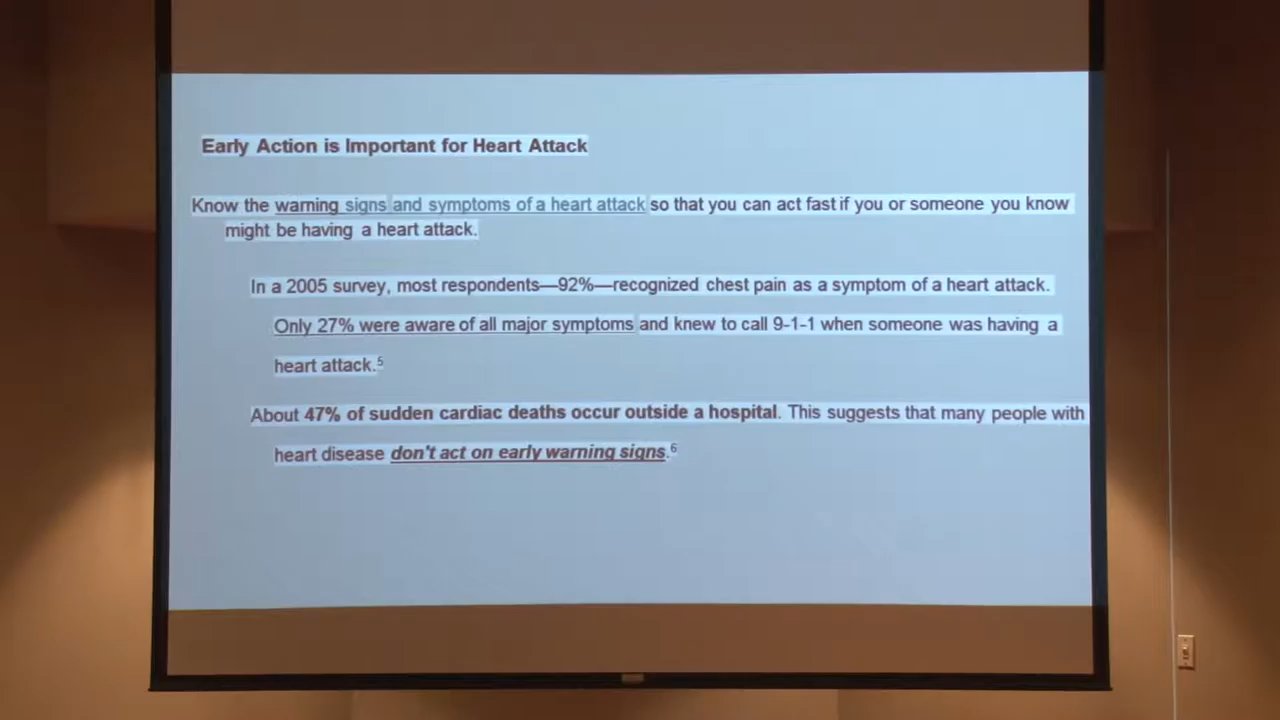 Early Action is Important for Heart Attack
Know the warning signs and symptoms of a heart attack so that you can act fast if you or someone you know
might be having a heart attack.
In a 2005 survey, most respondents—92%—recognized chest pain as a symptom of a heart attack.
Only 27% were aware of all major symptoms and knew to call 9-1-1 when someone was having a
heart attack.5
About 47% of sudden cardiac deaths occur outside a hospital. This suggests that many people with
heart disease don't act on early warning signs.6